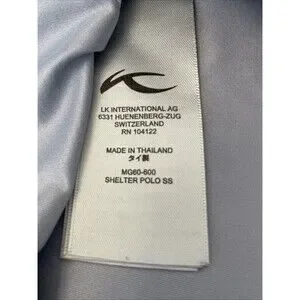 LK INTERNATIONAL AG
6331 HUENENBERG-ZUG
SWITZERLAND
RN 104122
MADE IN THAILAND
タイ製
MG60-600
SHELTER POLO SS